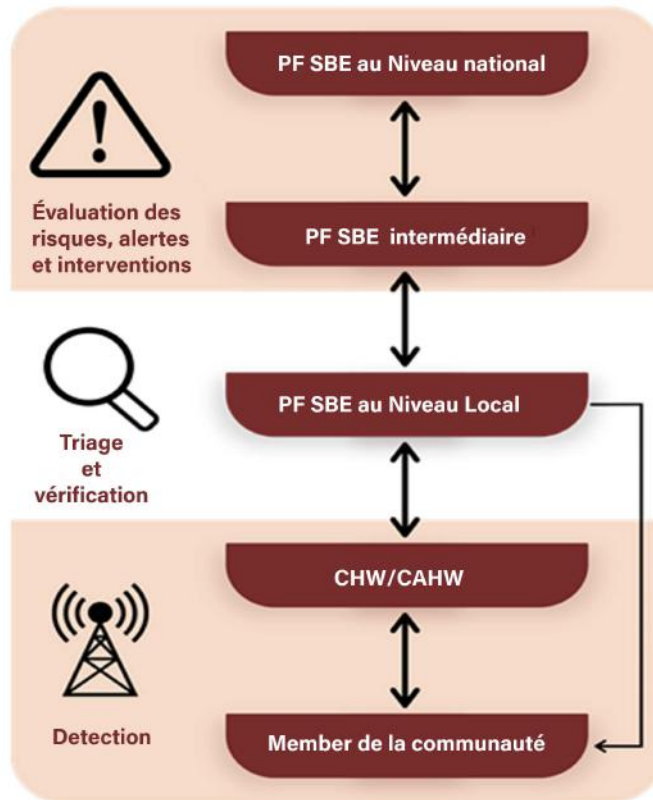 PF SBE au Niveau national
Évaluation des
risques, alertes
et interventions
PF SBE intermédiaire
PF SBE au Niveau Local
Triage
et
vérification
CHW/CAHW
Detection
Member de la communauté